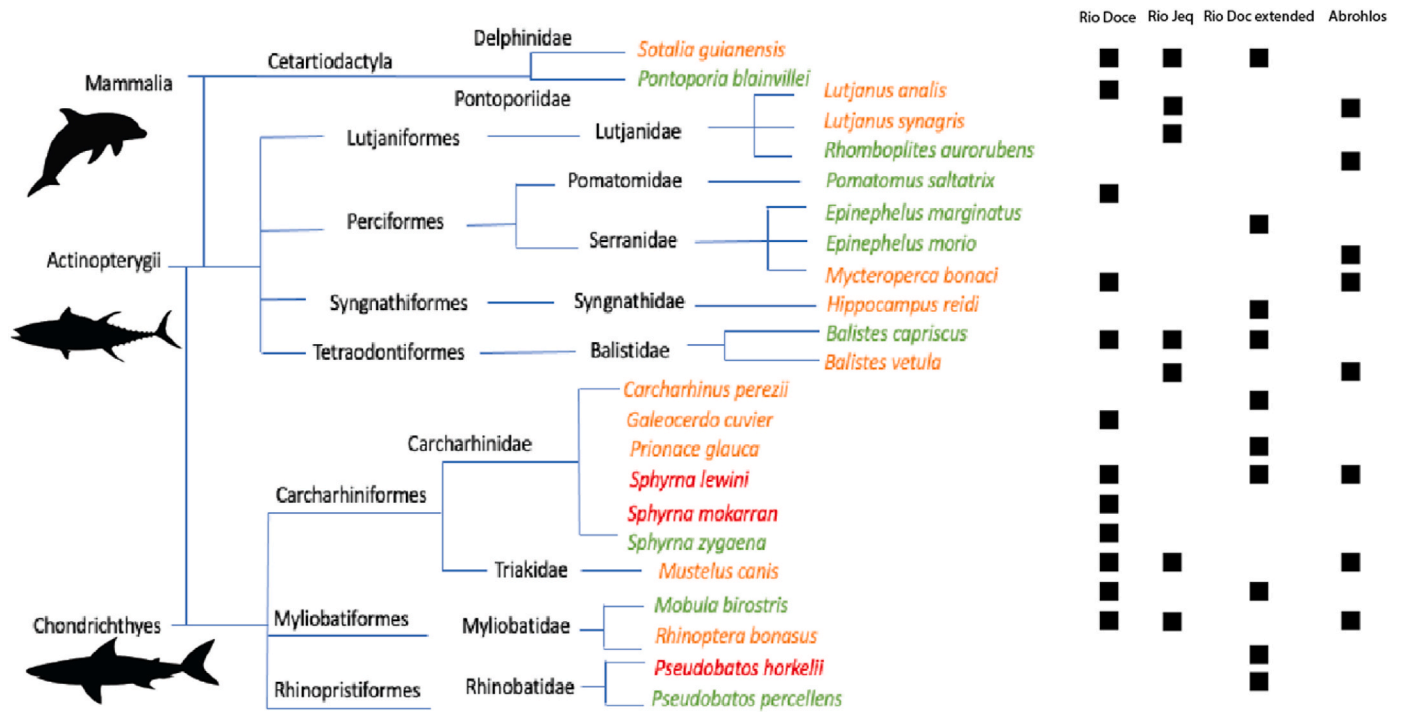 Rio Doce Rio Jeq Rio Doc extended Abrohlos
Delphinidae
Sotalia guianensis
Cetartiodactyla
Mammalia
Pontoporia blainvillei
Pontoporiidae
Lutjanus analis
Lutjaniformes Lutjanidae Lutjanus synagris
Rhomboplites aurorubens
Pomatomidae Pomatomus saltatrix
Perciformes
Epinephelus marginatus
Serranidae Epinephelus morio
Actinopterygii
Mycteroperca bonaci
Syngnathiformes Syngnathidae Hippocampus reidi
Balistes capriscus
Tetraodontiformes Balistidae
Balistes vetula
Carcharhinus perezii
Galeocerdo cuvier
Carcharhinidae
Prionace glauca
Sphyrna lewini
Carcharhiniformes
Sphyrna mokarran
Sphyrna zygaena
Triakidae Mustelus canis
Mobula birostris
Chondrichthyes Myliobatiformes Myliobatidae
Rhinoptera bonasus
Pseudobatos horkelii
Rhinopristiformes Rhinobatidae
Pseudobatos percellens